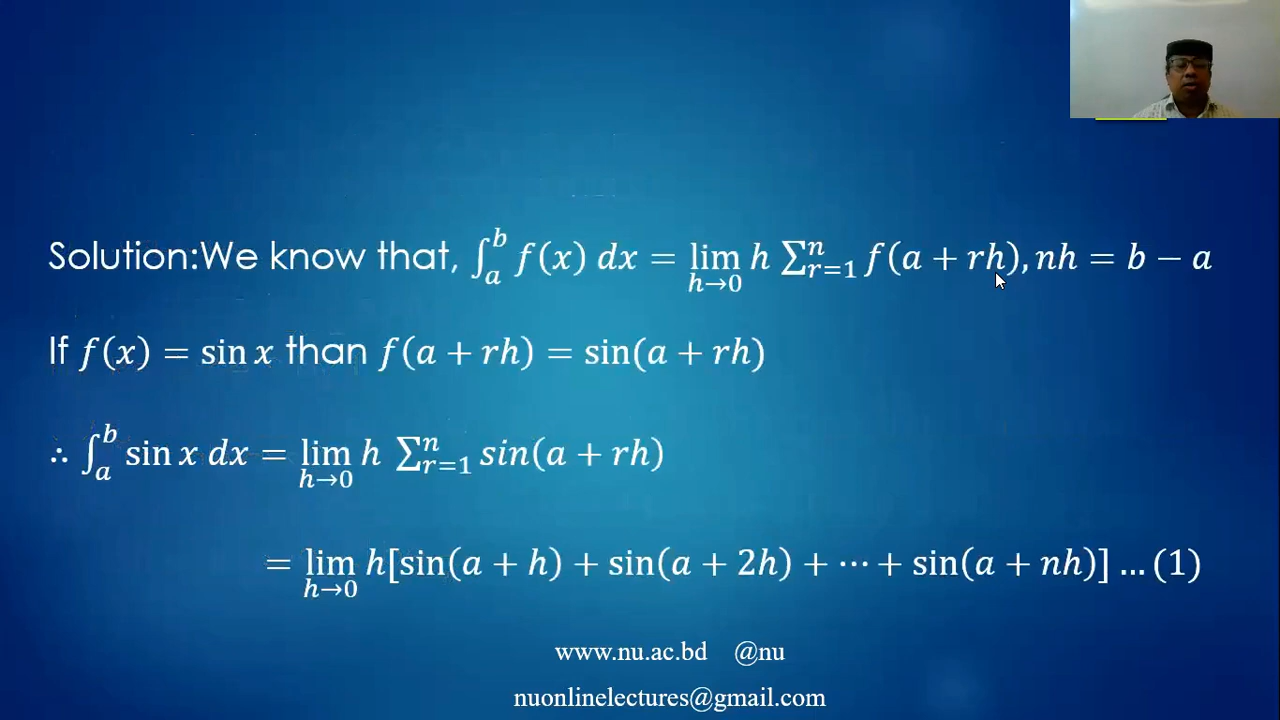 Solution:We know that, ∫ₐᵇ f(x) dx = lim_{h→0} h ∑_{r=1}^{n} f(a + rh), nh = b − a
If f(x) = sin x than f(a + rh) = sin(a + rh)
∴ ∫ₐᵇ sin x dx = lim_{h→0} h ∑_{r=1}^{n} sin(a + rh)
= lim_{h→0} h[sin(a + h) + sin(a + 2h) + ⋯ + sin(a + nh)] … (1)
www.nu.ac.bd @nu
nuonlinelectures@gmail.com